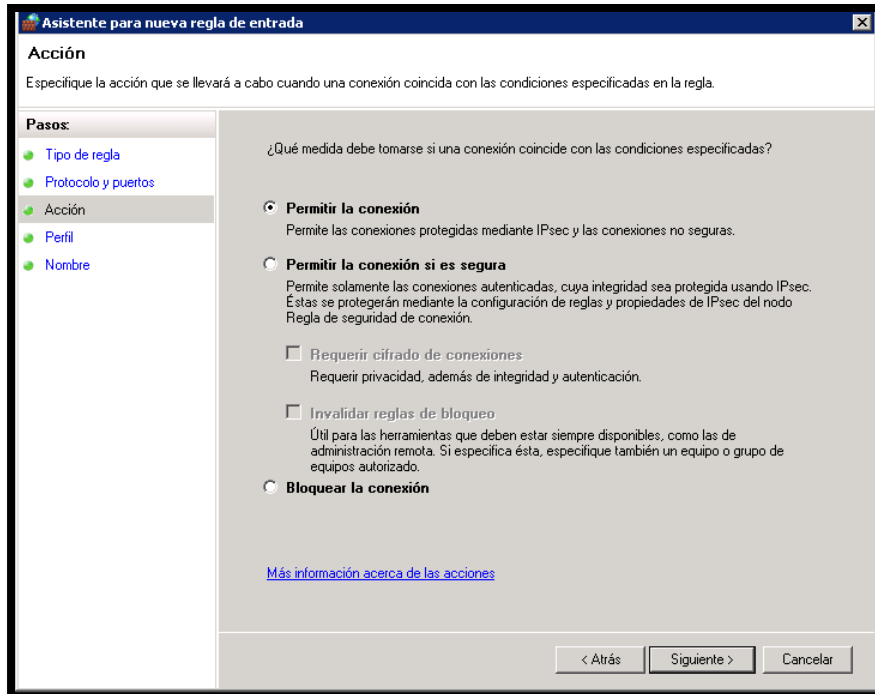 Asistente para nueva regla de entrada
Acción
Especifique la acción que se llevará a cabo cuando una conexión coincida con las condiciones especificadas en la regla.
Pasos:
Tipo de regla
Protocolo y puertos
Acción
Perfil
Nombre
¿Qué medida debe tomarse si una conexión coincide con las condiciones especificadas?
Permitir la conexión
Permite las conexiones protegidas mediante IPsec y las conexiones no seguras.
Permitir la conexión si es segura
Permite solamente las conexiones autenticadas, cuya integridad sea protegida usando IPsec.
Éstas se protegerán mediante la configuración de reglas y propiedades de IPsec del nodo
Regla de seguridad de conexión.
Requerir cifrado de conexiones
Requerir privacidad, además de integridad y autenticación.
Invalidar reglas de bloqueo
Útil para las herramientas que deben estar siempre disponibles, como las de
administración remota. Si especifica ésta, especifique también un equipo o grupo de
equipos autorizado.
Bloquear la conexión
Más información acerca de las acciones
< Atrás
Siguiente >
Cancelar